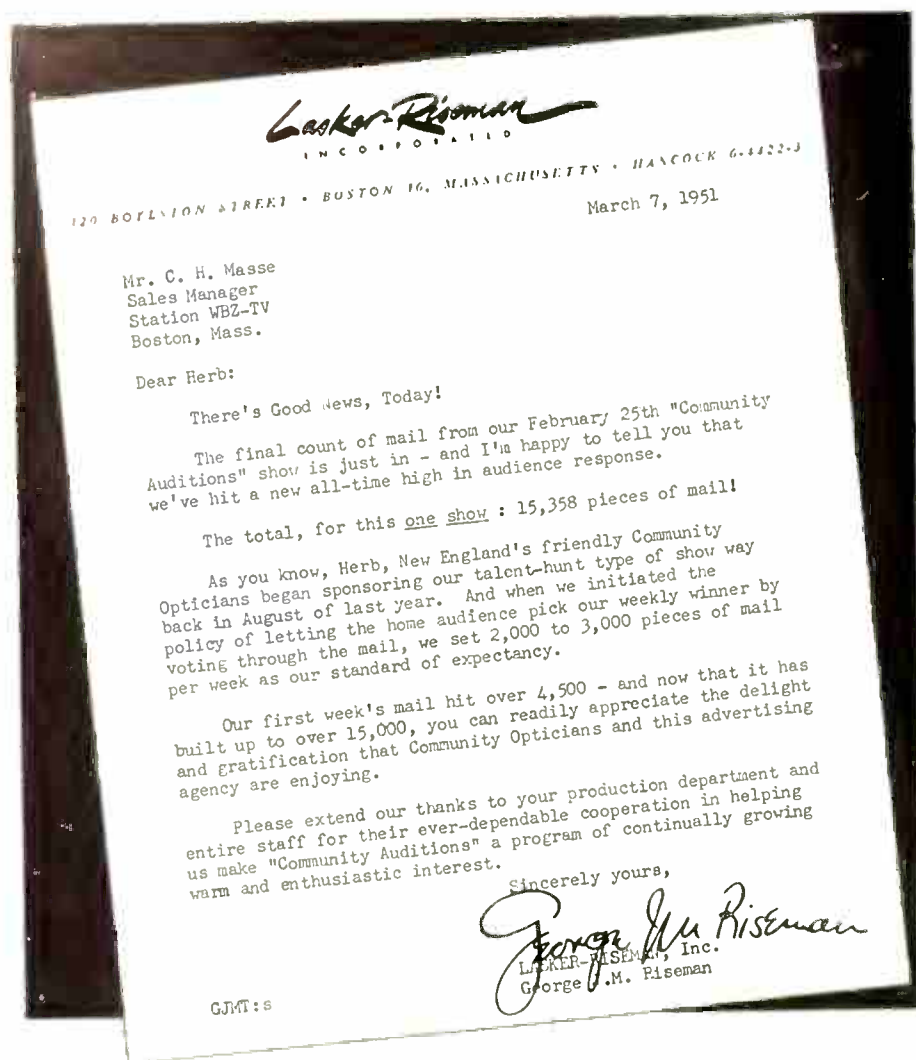 Lasker-Riseman
INCORPORATED
120 BOYLSTON STREET • BOSTON 16, MASSACHUSETTS • HANCOCK 6-4422-3
March 7, 1951
Mr. C. H. Masse
Sales Manager
Station WBZ-TV
Boston, Mass.
Dear Herb:
There's Good News, Today!
The final count of mail from our February 25th "Community
Auditions" show is just in - and I'm happy to tell you that
we've hit a new all-time high in audience response.
The total, for this one show : 15,358 pieces of mail!
As you know, Herb, New England's friendly Community
Opticians began sponsoring our talent-hunt type of show way
back in August of last year. And when we initiated the
policy of letting the home audience pick our weekly winner by
voting through the mail, we set 2,000 to 3,000 pieces of mail
per week as our standard of expectancy.
Our first week's mail hit over 4,500 - and now that it has
built up to over 15,000, you can readily appreciate the delight
and gratification that Community Opticians and this advertising
agency are enjoying.
Please extend our thanks to your production department and
entire staff for their ever-dependable cooperation in helping
us make "Community Auditions" a program of continually growing
warm and enthusiastic interest.
Sincerely yours,
George M Riseman
LASKER-RISEMAN, Inc.
George J.M. Riseman
GJMT:s